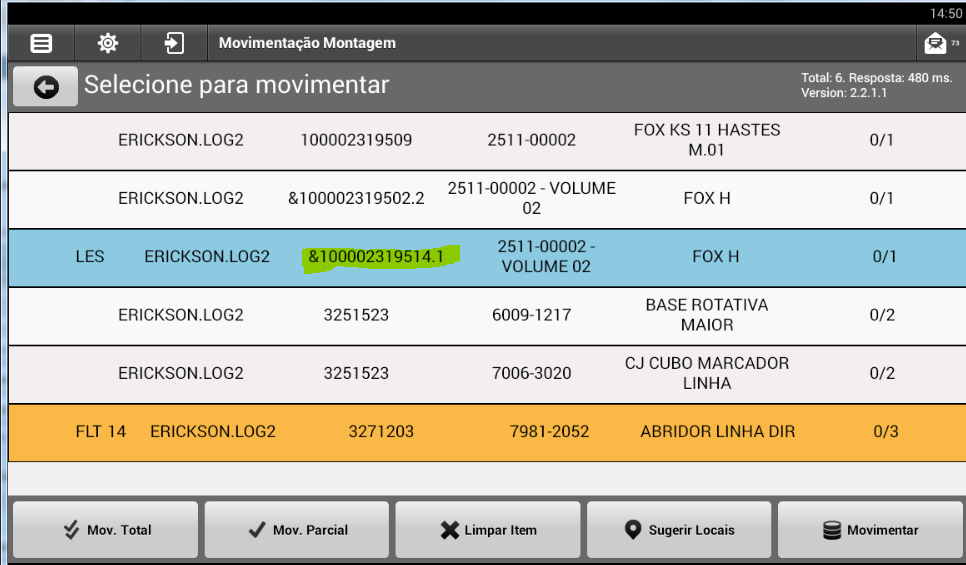 14:50
Movimentação Montagem
73
Selecione para movimentar
Total: 6. Resposta: 480 ms.
Version: 2.2.1.1
ERICKSON.LOG2 100002319509 2511-00002 FOX KS 11 HASTES M.01 0/1
ERICKSON.LOG2 &100002319502.2 2511-00002 - VOLUME 02 FOX H 0/1
LES ERICKSON.LOG2 &100002319514.1 2511-00002 - VOLUME 02 FOX H 0/1
ERICKSON.LOG2 3251523 6009-1217 BASE ROTATIVA MAIOR 0/2
ERICKSON.LOG2 3251523 7006-3020 CJ CUBO MARCADOR LINHA 0/2
FLT 14 ERICKSON.LOG2 3271203 7981-2052 ABRIDOR LINHA DIR 0/3
Mov. Total Mov. Parcial Limpar Item Sugerir Locais Movimentar